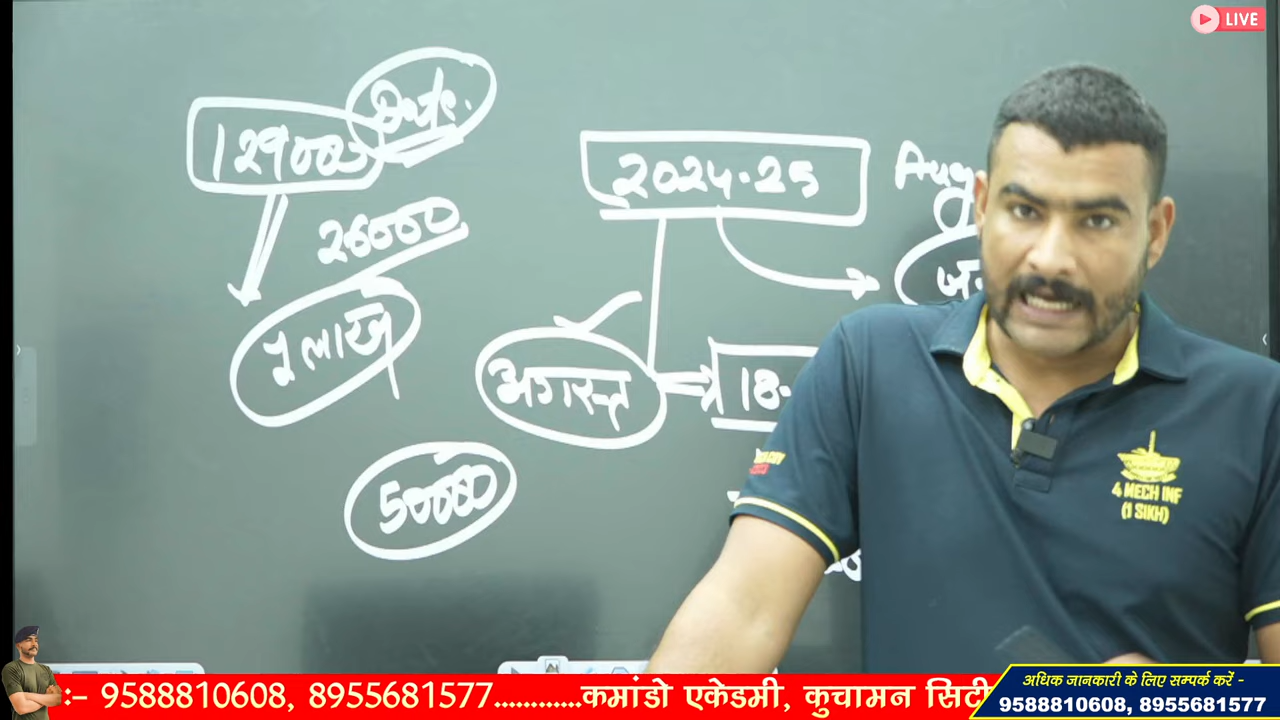 LIVE
129000
Date.
26000
1 लाख
2024-25
Aug
अगस्त
18-
50000
4 MECH INF
(1 SIKH)
:- 9588810608, 8955681577............कमांडो एकेडमी, कुचामन सिटी
अधिक जानकारी के लिए सम्पर्क करें -
9588810608, 8955681577